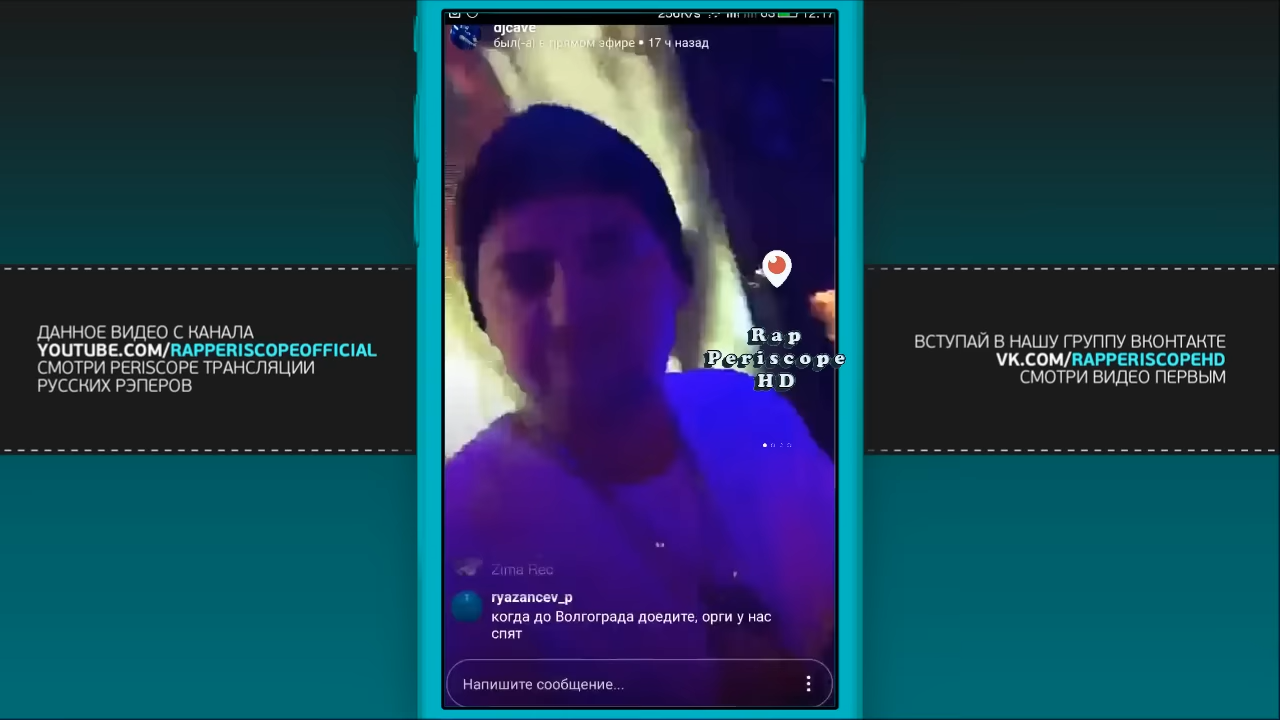 12:17
djcave
был(-а) в прямом эфире • 17 ч назад
ДАННОЕ ВИДЕО С КАНАЛА
YOUTUBE.COM/RAPPERISCOPEOFFICIAL
СМОТРИ PERISCOPE ТРАНСЛЯЦИИ
РУССКИХ РЭПЕРОВ
Rap
Periscope
HD
ВСТУПАЙ В НАШУ ГРУППУ ВКОНТАКТЕ
VK.COM/RAPPERISCOPEHD
СМОТРИ ВИДЕО ПЕРВЫМ
Zima Rec
ryazancev_p
когда до Волгограда доедите, орги у нас
спят
Напишите сообщение...